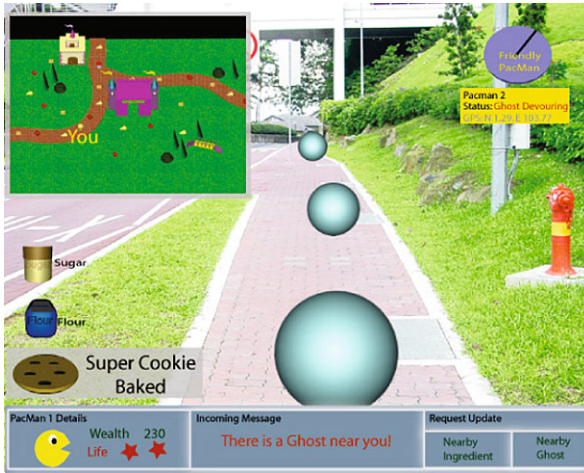 You
Friendly
PacMan
Pacman 2
Status: Ghost Devouring
GPS: N 1.29 E 103.77
Sugar
Flour
Flour
Super Cookie
Baked
PacMan 1 Details
Wealth 230
Life
Incoming Message
There is a Ghost near you!
Request Update
Nearby
Ingredient
Nearby
Ghost